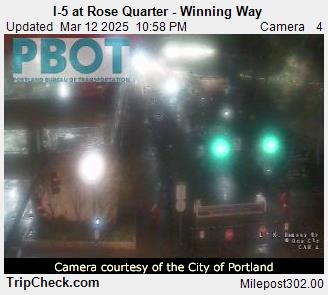 I-5 at Rose Quarter - Winning Way
Updated Mar 12 2025 10:58 PM Camera 4
PBOT
PORTLAND BUREAU OF TRANSPORTATION
Camera courtesy of the City of Portland
TripCheck.com Milepost302.00